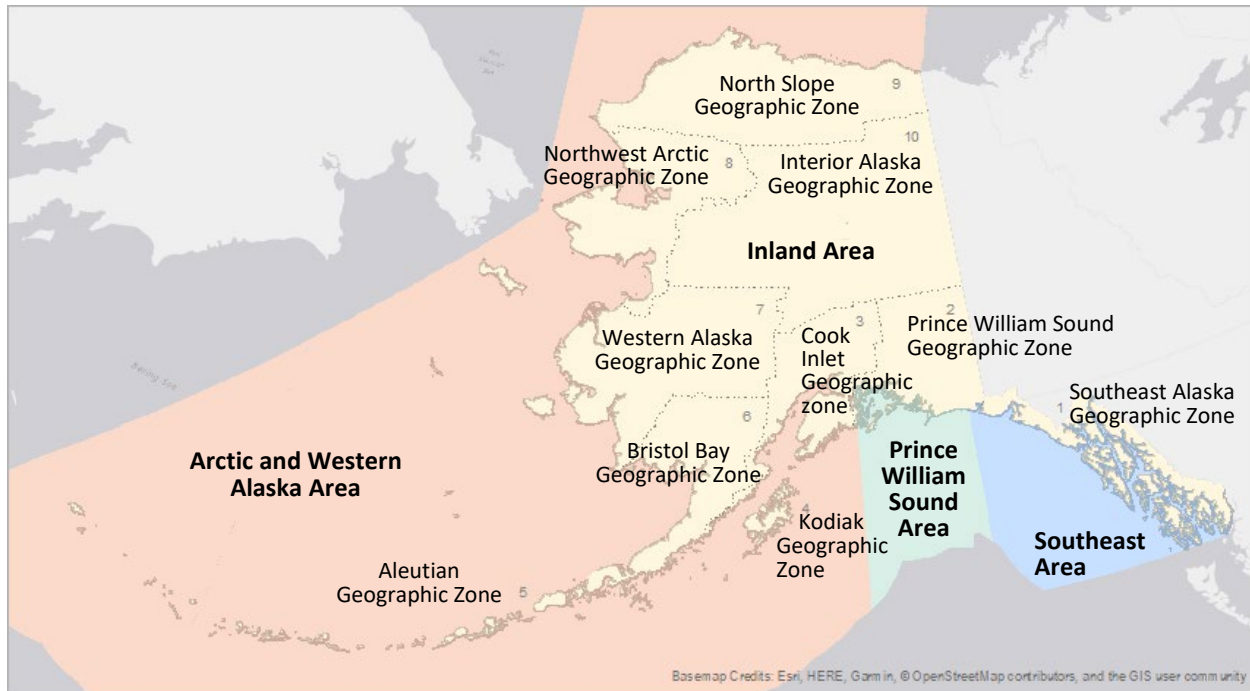 North Slope
Geographic Zone
9
10
Northwest Arctic
Geographic Zone
8
Interior Alaska
Geographic Zone
Inland Area
7
Western Alaska
Geographic Zone
3
Cook
Inlet
Geographic
zone
2
Prince William Sound
Geographic Zone
1
Southeast Alaska
Geographic Zone
6
Bristol Bay
Geographic Zone
Arctic and Western
Alaska Area
Prince
William
Sound
Area
4
Kodiak
Geographic
Zone
Southeast
Area
Aleutian
Geographic Zone
5
Bering Sea
Basemap Credits: Esri, HERE, Garmin, © OpenStreetMap contributors, and the GIS user community